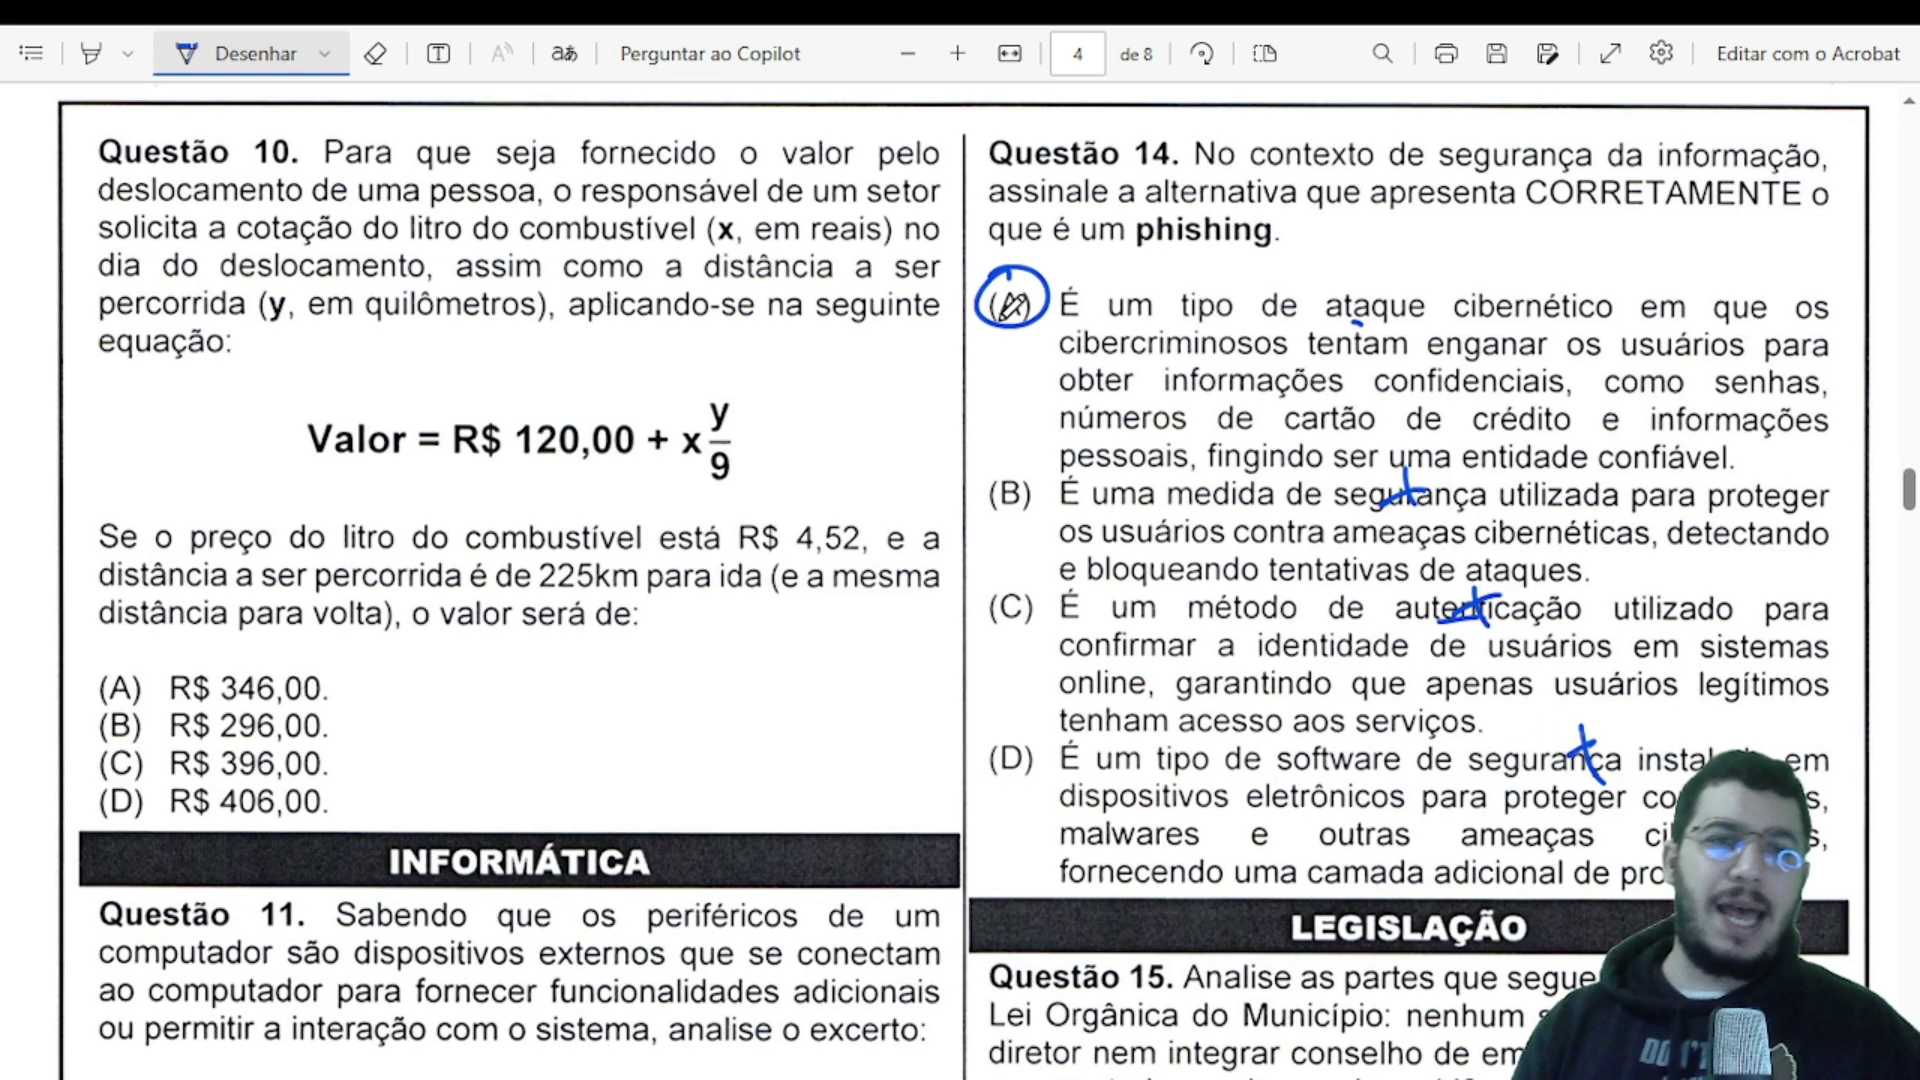 Desenhar
Perguntar ao Copilot
4
de 8
Editar com o Acrobat
Questão 10. Para que seja fornecido o valor pelo
deslocamento de uma pessoa, o responsável de um setor
solicita a cotação do litro do combustível (x, em reais) no
dia do deslocamento, assim como a distância a ser
percorrida (y, em quilômetros), aplicando-se na seguinte
equação:
Valor = R$ 120,00 + x y/9
Se o preço do litro do combustível está R$ 4,52, e a
distância a ser percorrida é de 225km para ida (e a mesma
distância para volta), o valor será de:
(A) R$ 346,00.
(B) R$ 296,00.
(C) R$ 396,00.
(D) R$ 406,00.
INFORMÁTICA
Questão 11. Sabendo que os periféricos de um
computador são dispositivos externos que se conectam
ao computador para fornecer funcionalidades adicionais
ou permitir a interação com o sistema, analise o excerto:
Questão 14. No contexto de segurança da informação,
assinale a alternativa que apresenta CORRETAMENTE o
que é um phishing.
É um tipo de ataque cibernético em que os
cibercriminosos tentam enganar os usuários para
obter informações confidenciais, como senhas,
números de cartão de crédito e informações
pessoais, fingindo ser uma entidade confiável.
(B) É uma medida de segurança utilizada para proteger
os usuários contra ameaças cibernéticas, detectando
e bloqueando tentativas de ataques.
(C) É um método de autenticação utilizado para
confirmar a identidade de usuários em sistemas
online, garantindo que apenas usuários legítimos
tenham acesso aos serviços.
(D) É um tipo de software de segurança em
dispositivos eletrônicos para proteger
malwares e outras ameaças
fornecendo uma camada adicional de
LEGISLAÇÃO
Questão 15. Analise as partes que
Lei Orgânica do Município: nenhum
diretor nem integrar conselho de